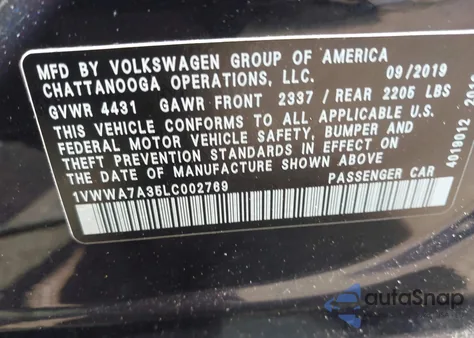 MFD BY VOLKSWAGEN GROUP OF AMERICA
CHATTANOOGA OPERATIONS, LLC. 09/2019
GVWR 4431 GAWR FRONT 2337 / REAR 2205 LBS
THIS VEHICLE CONFORMS TO ALL APPLICABLE
FEDERAL MOTOR VEHICLE SAFETY, BUMPER AND
THEFT PREVENTION STANDARDS IN EFFECT ON
THE DATE OF MANUFACTURE SHOWN ABOVE
1VWWA7A35LC002769 PASSENGER CAR
4019012
autoSnap